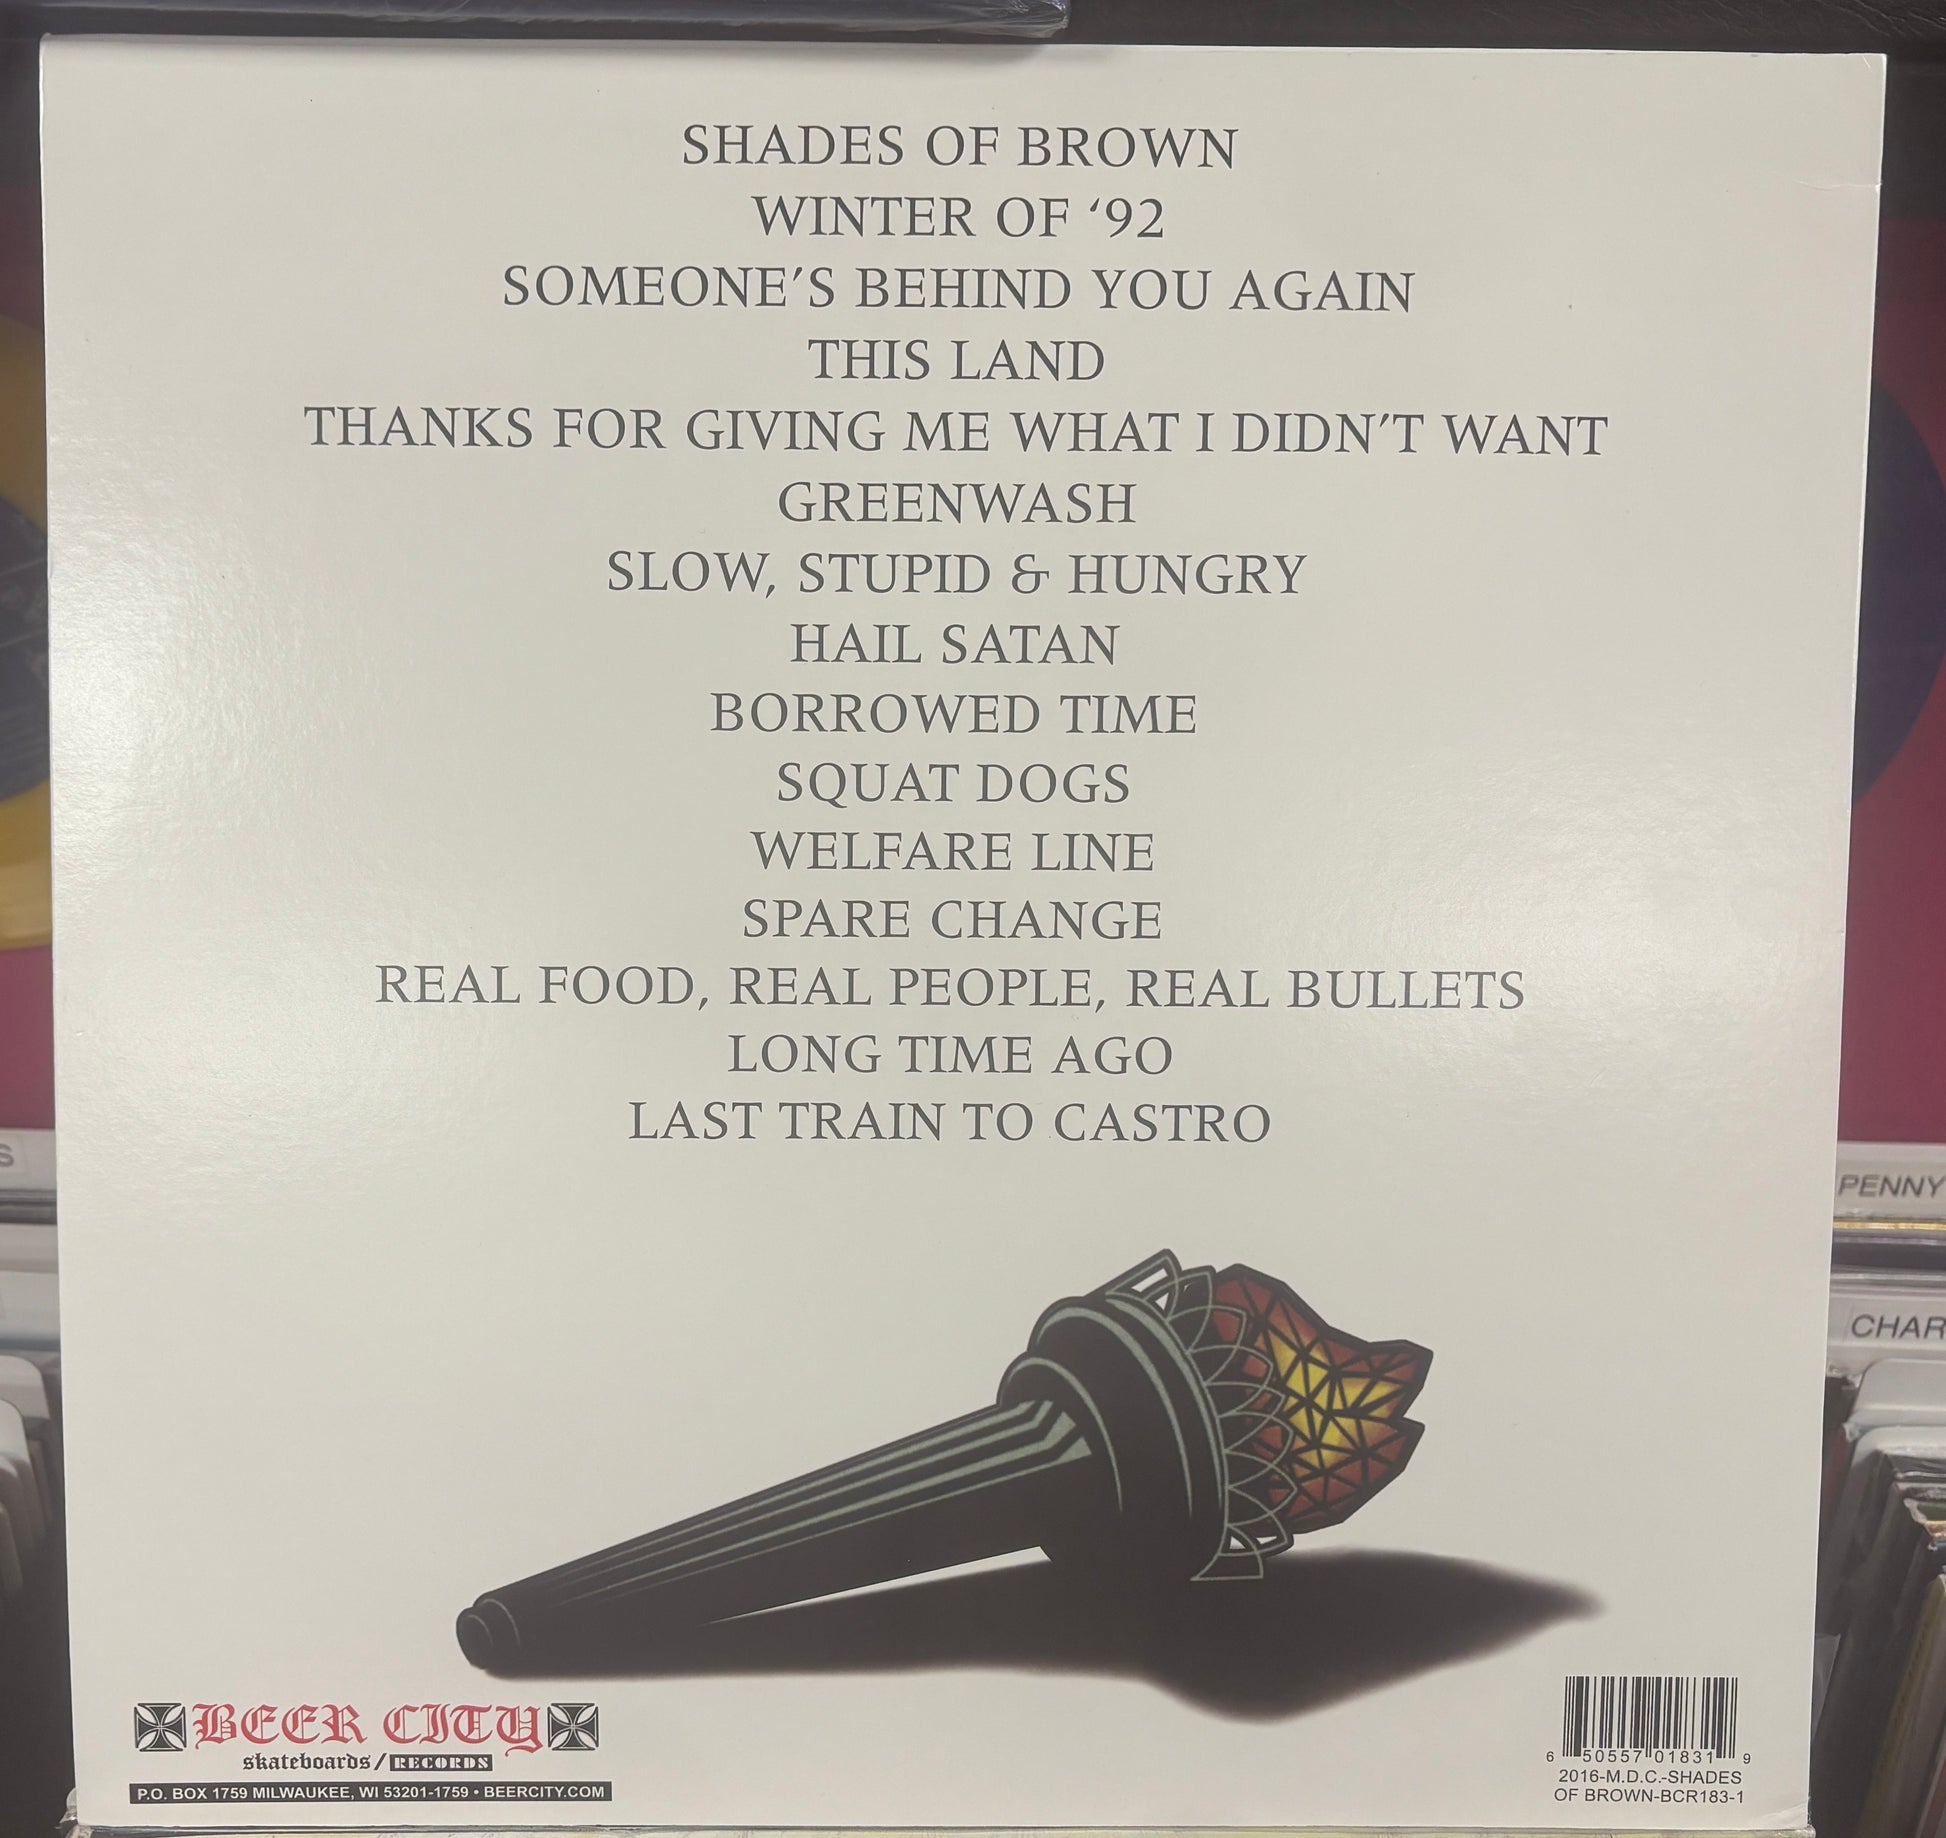 SHADES OF BROWN
WINTER OF ‘92
SOMEONE’S BEHIND YOU AGAIN
THIS LAND
THANKS FOR GIVING ME WHAT I DIDN’T WANT
GREENWASH
SLOW, STUPID & HUNGRY
HAIL SATAN
BORROWED TIME
SQUAT DOGS
WELFARE LINE
SPARE CHANGE
REAL FOOD, REAL PEOPLE, REAL BULLETS
LONG TIME AGO
LAST TRAIN TO CASTRO
S
PENNY
CHAR
BEER CITY
skateboards/RECORDS
P.O. BOX 1759 MILWAUKEE, WI 53201-1759 • BEERCITY.COM
6 50557 01831 9
2016-M.D.C.-SHADES
OF BROWN-BCR183-1